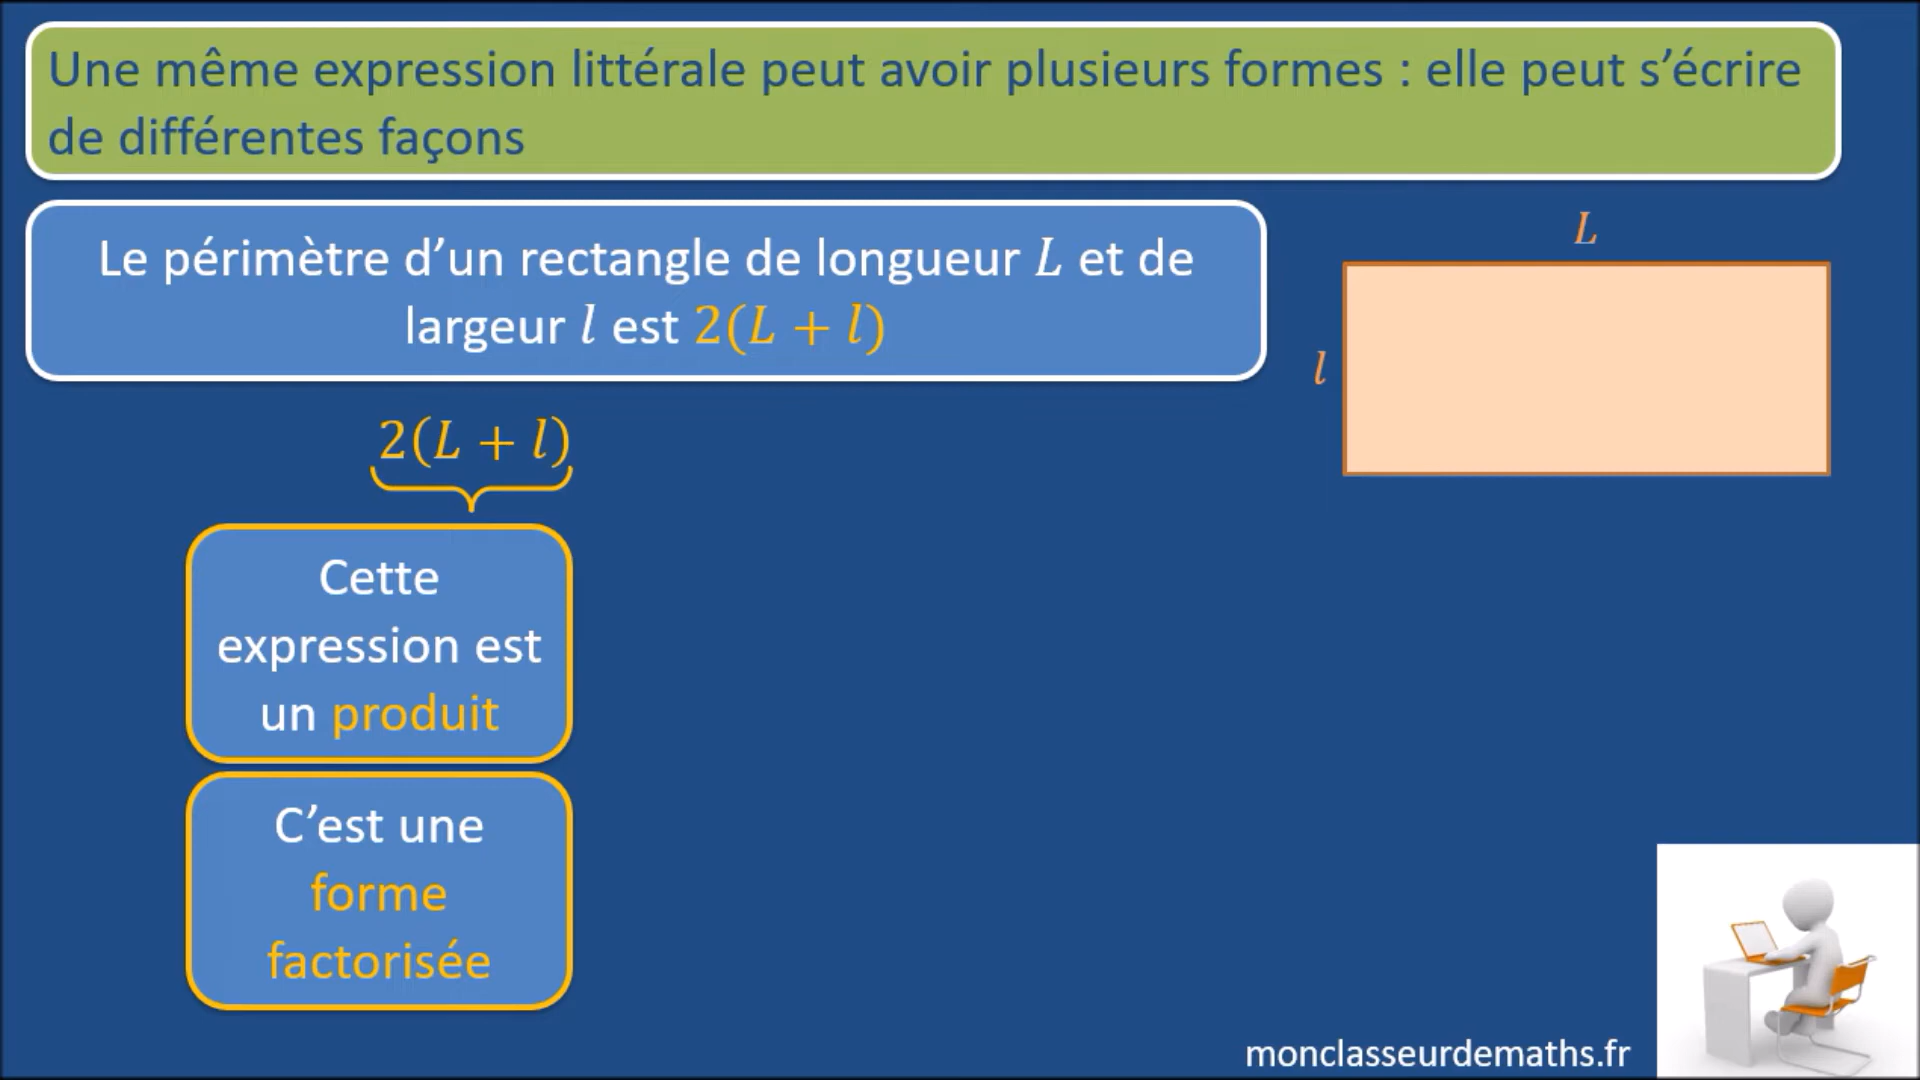 Une même expression littérale peut avoir plusieurs formes : elle peut s’écrire
de différentes façons
Le périmètre d’un rectangle de longueur L et de
largeur l est 2(L + l)
L
l
2(L + l)
Cette
expression est
un produit
C’est une
forme
factorisée
monclasseurdemaths.fr